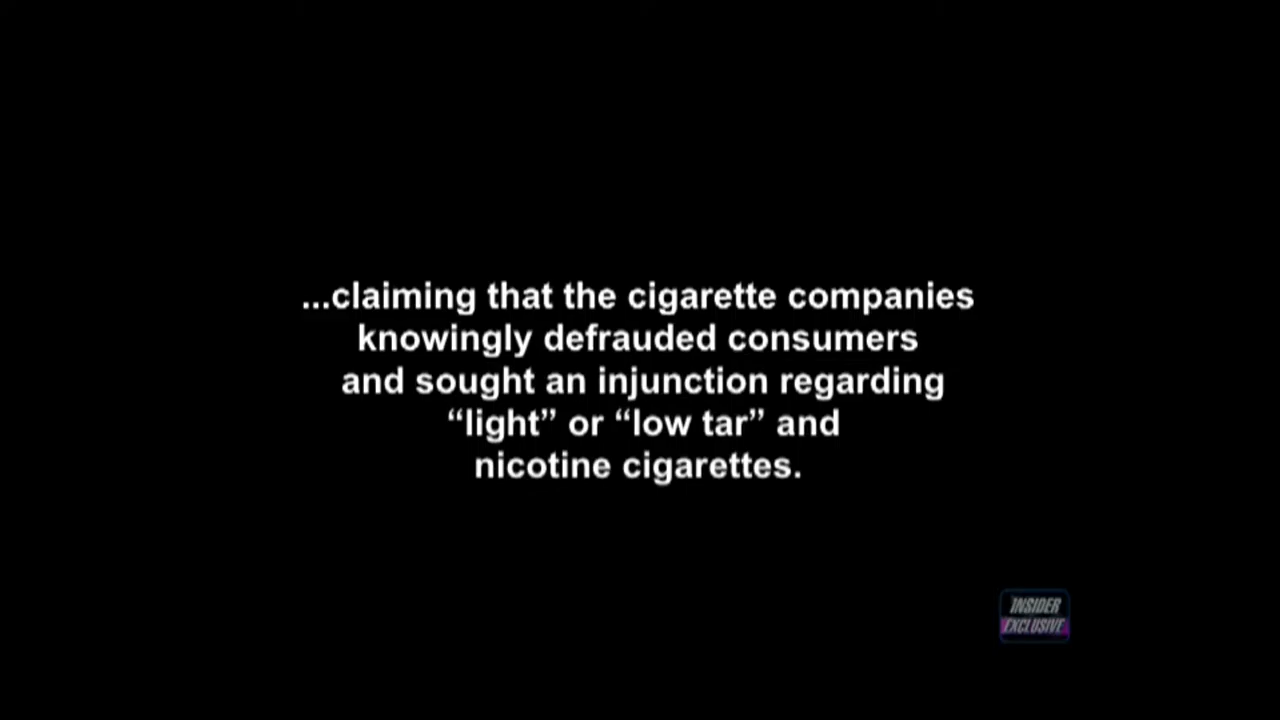 ...claiming that the cigarette companies
knowingly defrauded consumers
and sought an injunction regarding
“light” or “low tar” and
nicotine cigarettes.
INSIDER
EXCLUSIVE